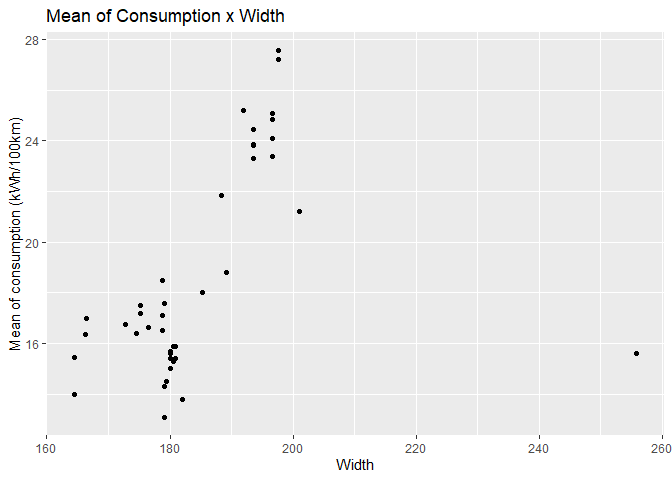 Mean of Consumption x Width
28
24
20
16
Mean of consumption (kWh/100km)
160 180 200 220 240 260
Width